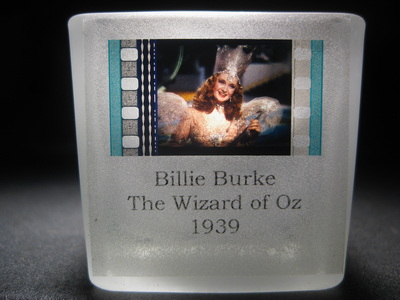 Billie Burke
The Wizard of Oz
1939